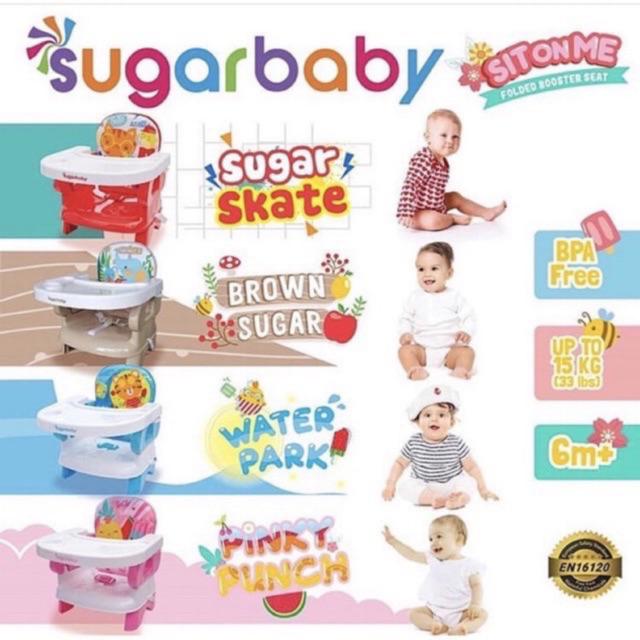 sugarbaby
SIT ON ME
FOLDED BOOSTER SEAT
Sugar
Skate
BROWN
SUGAR
WATER
PARK
PINKY
PUNCH
BPA
Free
UP TO
15 KG
(33 lbs)
6m+
EN16120